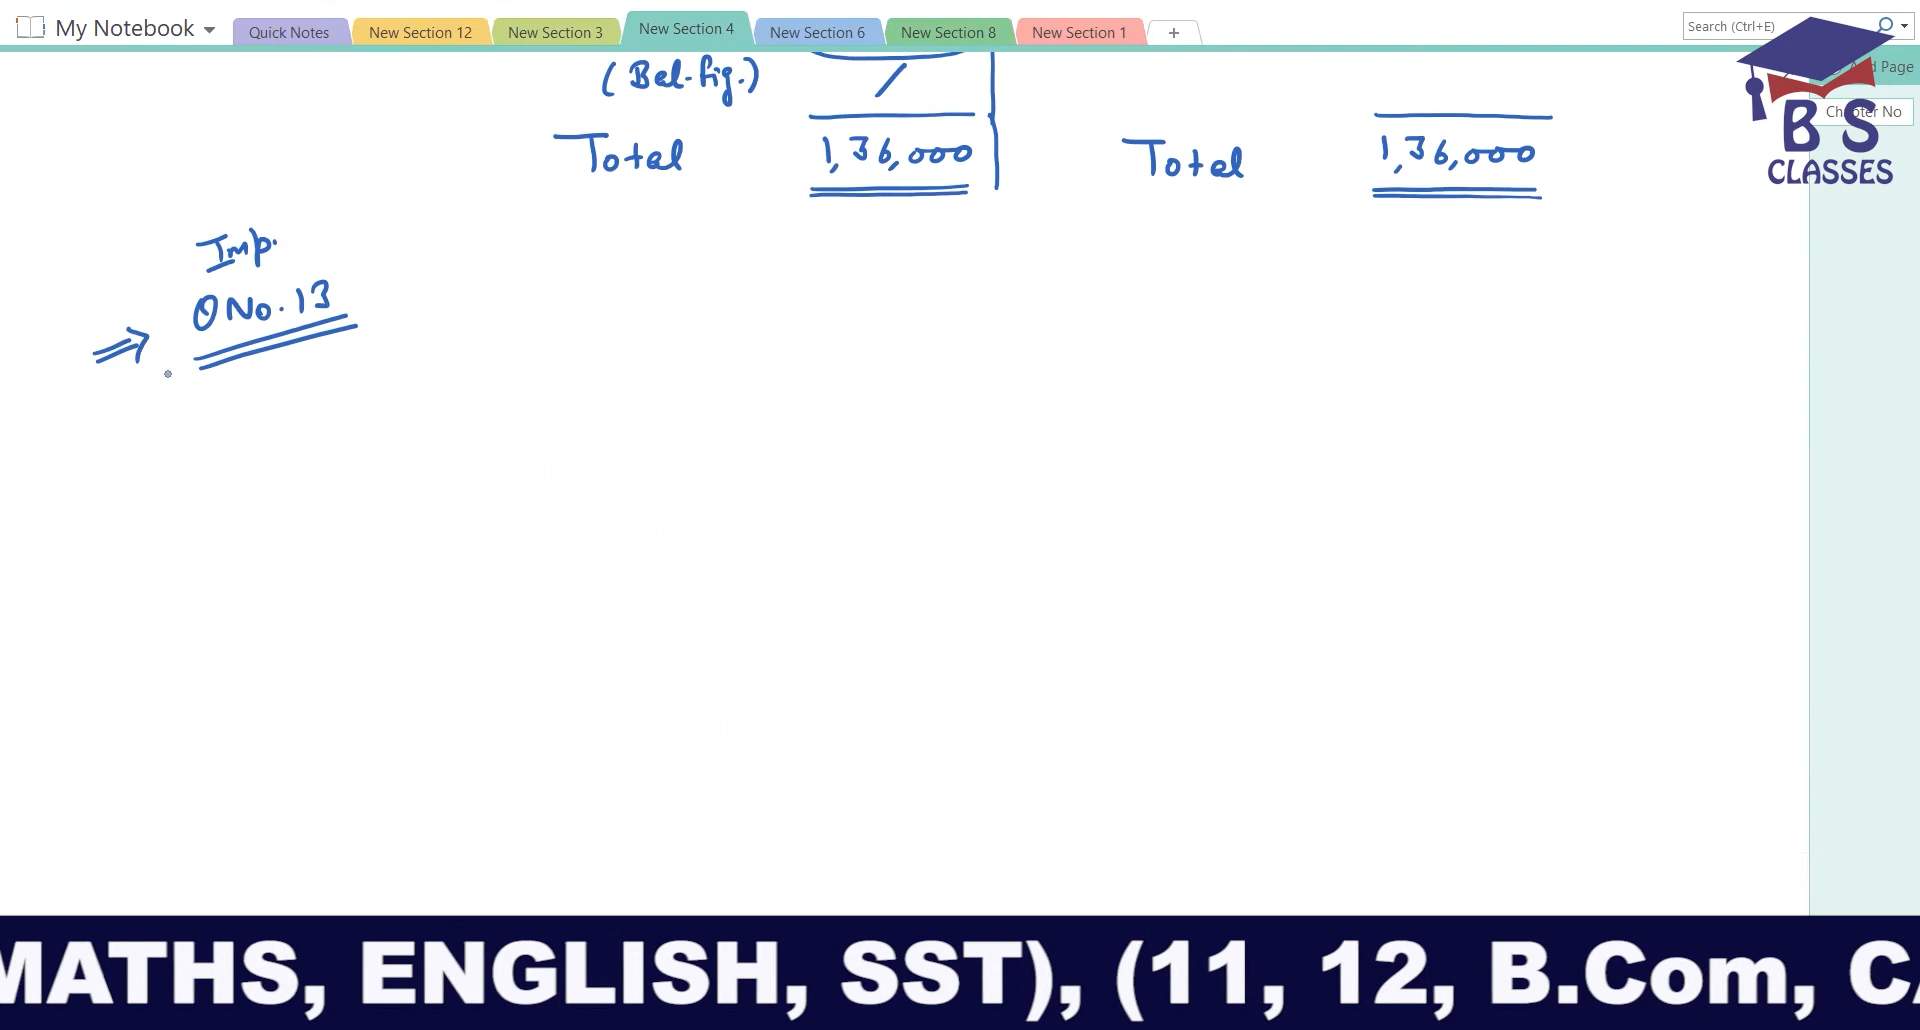 My Notebook
Quick Notes
New Section 12
New Section 3
New Section 4
New Section 6
New Section 8
New Section 1
+
Search (Ctrl+E)
d Page
Chapter No
B S
CLASSES
(Bal-fig.)
Total 1,36,000 Total 1,36,000
Imp.
Q No. 13
MATHS, ENGLISH, SST), (11, 12, B.Com, CA